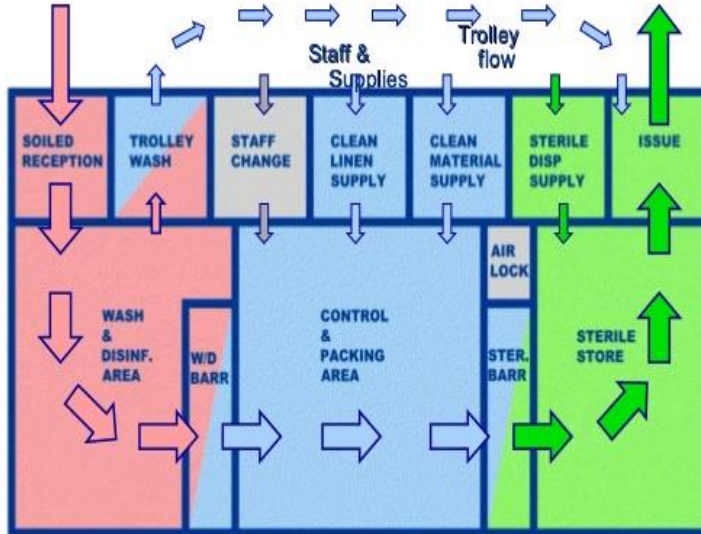 Staff &
Supplies
Trolley
flow
SOILED
RECEPTION
TROLLEY
WASH
STAFF
CHANGE
CLEAN
LINEN
SUPPLY
CLEAN
MATERIAL
SUPPLY
STERILE
DISP
SUPPLY
ISSUE
AIR
LOCK
WASH
&
DISINF.
AREA
W/D
BARR
CONTROL
&
PACKING
AREA
STER.
BARR
STERILE
STORE